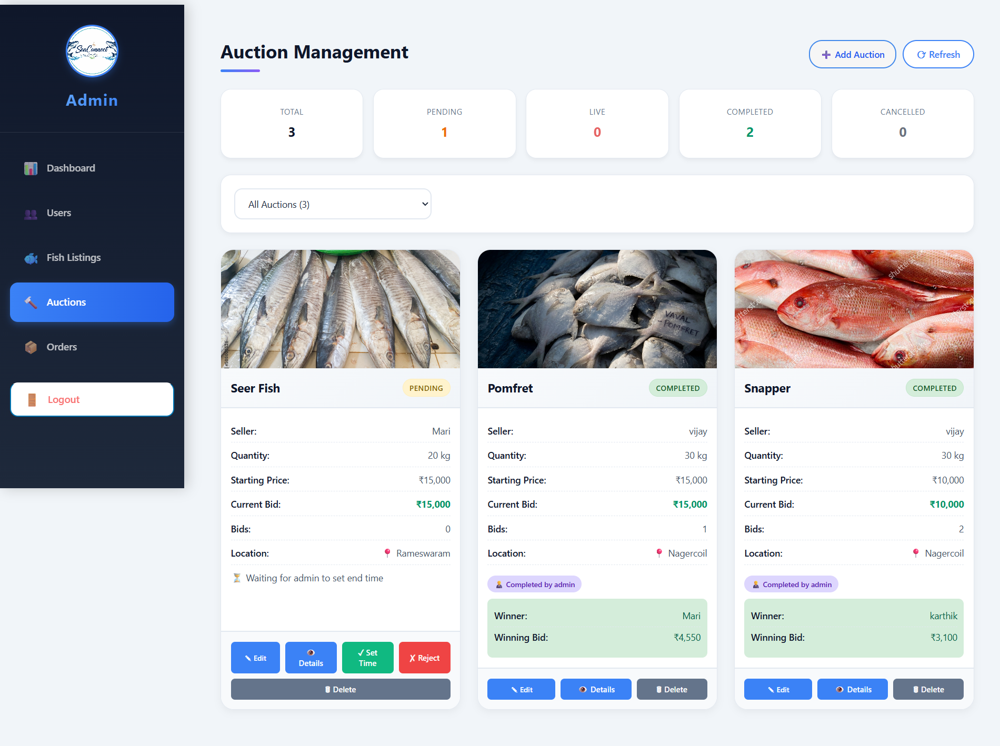 SeaConnect
Admin
Dashboard
Users
Fish Listings
Auctions
Orders
Logout
Auction Management
Add Auction
Refresh
TOTAL
3
PENDING
1
LIVE
0
COMPLETED
2
CANCELLED
0
All Auctions (3)
VAVAL
- POMFRET
shutterstock
Seer Fish
PENDING
Seller: Mari
Quantity: 20 kg
Starting Price: ₹15,000
Current Bid: ₹15,000
Bids: 0
Location: Rameswaram
Waiting for admin to set end time
Edit
Details
Set
Time
Reject
Delete
Pomfret
COMPLETED
Seller: vijay
Quantity: 30 kg
Starting Price: ₹15,000
Current Bid: ₹15,000
Bids: 1
Location: Nagercoil
Completed by admin
Winner: Mari
Winning Bid: ₹4,550
Edit
Details
Delete
Snapper
COMPLETED
Seller: vijay
Quantity: 30 kg
Starting Price: ₹10,000
Current Bid: ₹10,000
Bids: 2
Location: Nagercoil
Completed by admin
Winner: karthik
Winning Bid: ₹3,100
Edit
Details
Delete